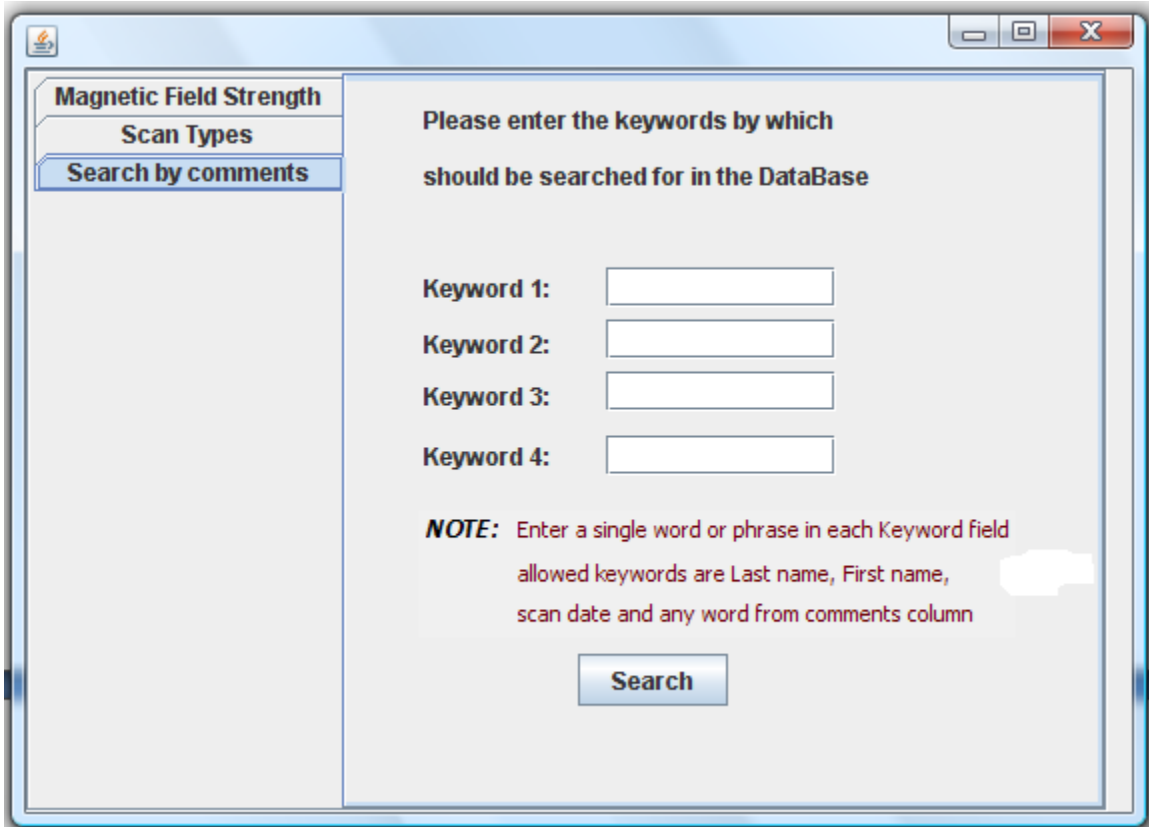 Magnetic Field Strength
Scan Types
Search by comments
Please enter the keywords by which
should be searched for in the DataBase
Keyword 1:
Keyword 2:
Keyword 3:
Keyword 4:
NOTE: Enter a single word or phrase in each Keyword field
allowed keywords are Last name, First name,
scan date and any word from comments column
Search